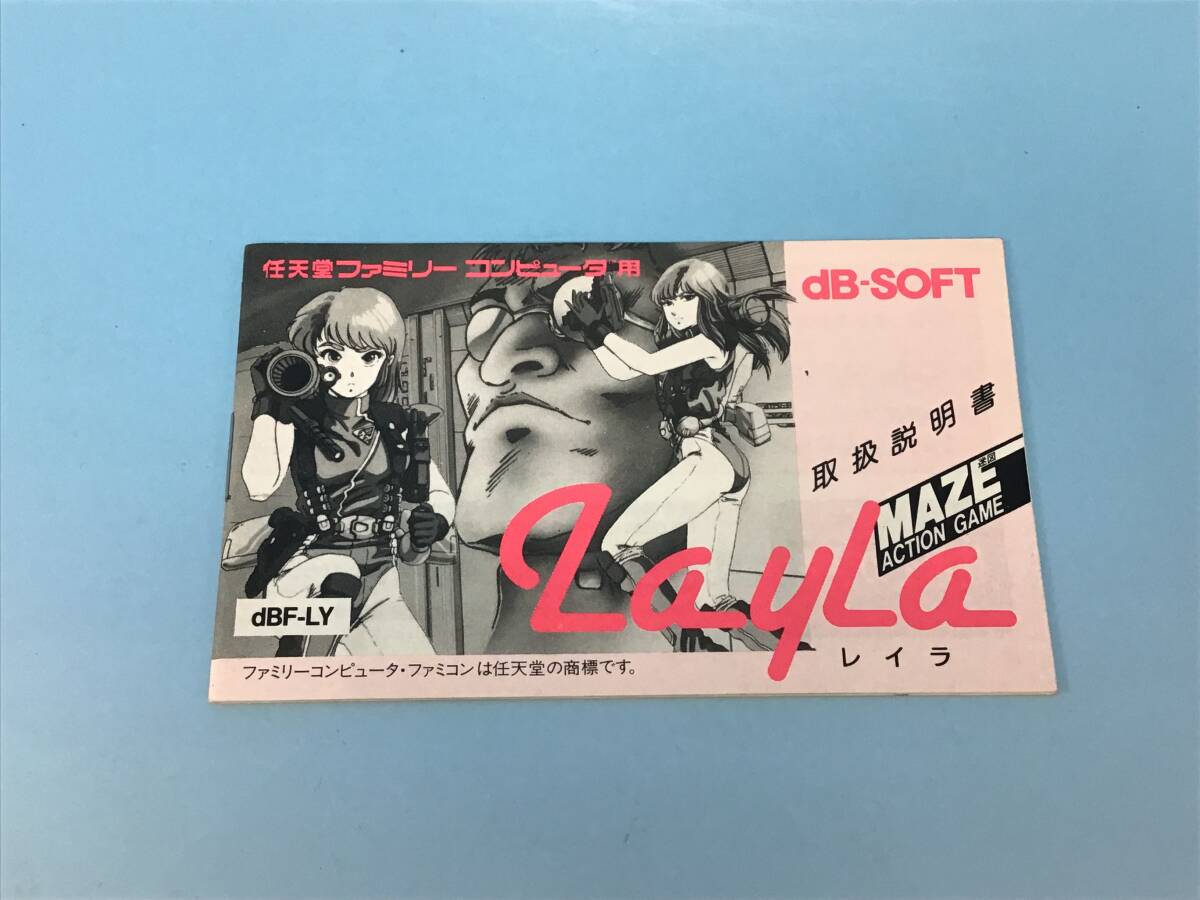 任天堂ファミリーコンピュータ用
dB-SOFT
取扱説明書
迷図
MAZE
ACTION GAME
LayLa
レイラ
dBF-LY
ファミリーコンピュータ・ファミコンは任天堂の商標です。